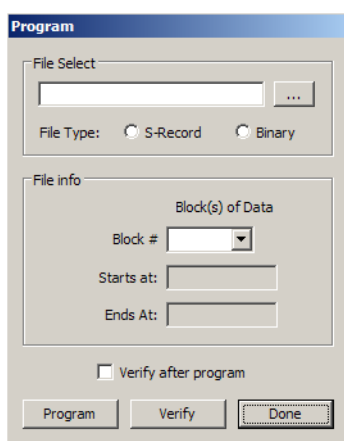 Program
File Select
...
File Type: S-Record Binary
File info
Block(s) of Data
Block #
Starts at:
Ends At:
Verify after program
Program Verify Done